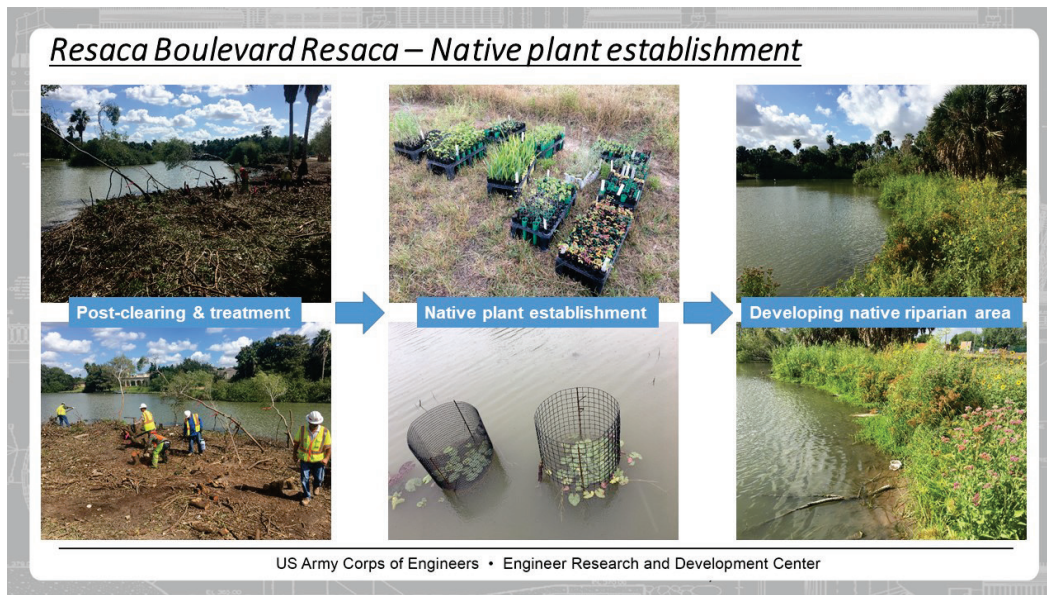 Resaca Boulevard Resaca – Native plant establishment
Post-clearing & treatment
Native plant establishment
Developing native riparian area
US Army Corps of Engineers • Engineer Research and Development Center